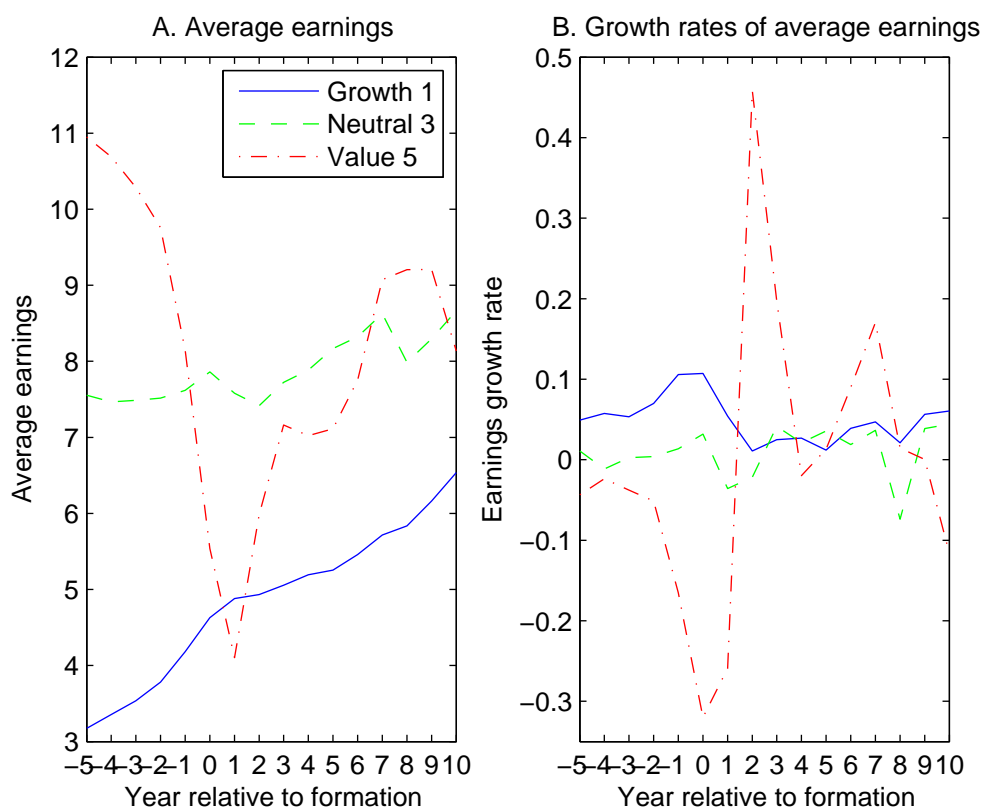 A. Average earnings
12
11
10
9
8
7
6
5
4
3
Average earnings
Growth 1
Neutral 3
Value 5
−5−4−3−2−1 0 1 2 3 4 5 6 7 8 9 10
Year relative to formation
B. Growth rates of average earnings
0.5
0.4
0.3
0.2
0.1
0
−0.1
−0.2
−0.3
Earnings growth rate
−5−4−3−2−1 0 1 2 3 4 5 6 7 8 9 10
Year relative to formation